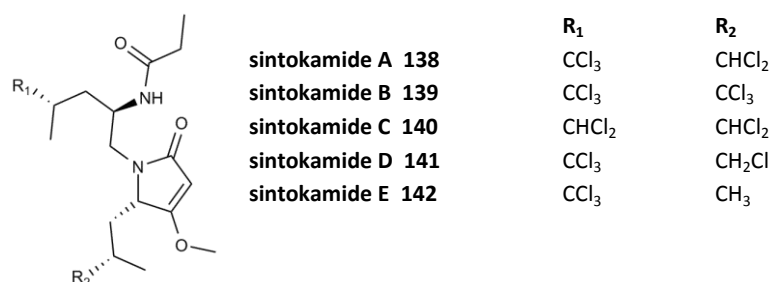 R₁ R₂
sintokamide A 138 CCl₃ CHCl₂
sintokamide B 139 CCl₃ CCl₃
sintokamide C 140 CHCl₂ CHCl₂
sintokamide D 141 CCl₃ CH₂Cl
sintokamide E 142 CCl₃ CH₃
O
R₁
NH
O
N
O
R₂